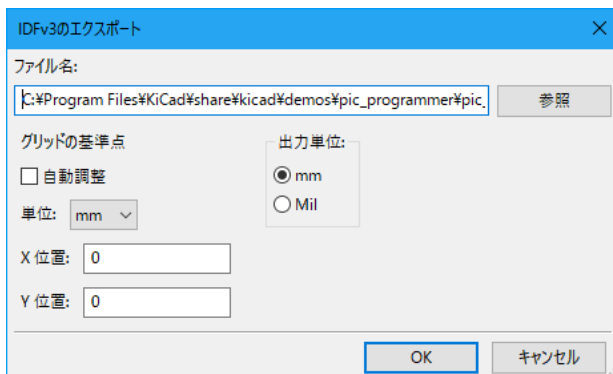 IDFv3のエクスポート
ファイル名:
C:¥Program Files¥KiCad¥share¥kicad¥demos¥pic_programmer¥pic_
参照
グリッドの基準点
出力単位:
自動調整
mm
Mil
単位: mm
X 位置: 0
Y 位置: 0
OK
キャンセル